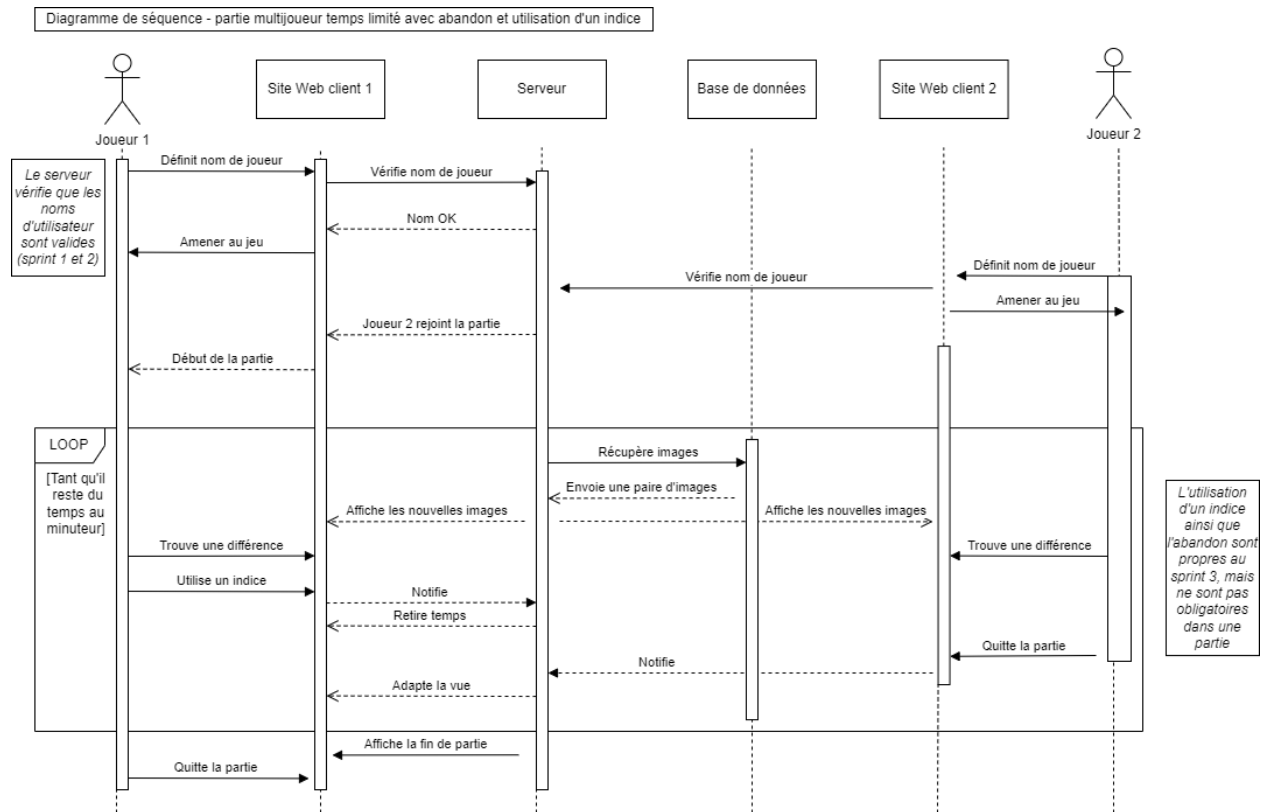 Diagramme de séquence - partie multijoueur temps limité avec abandon et utilisation d'un indice
Site Web client 1
Serveur
Base de données
Site Web client 2
Joueur 1
Joueur 2
Le serveur
vérifie que les
noms
d'utilisateur
sont valides
(sprint 1 et 2)
Définit nom de joueur
Vérifie nom de joueur
Nom OK
Amener au jeu
Définit nom de joueur
Vérifie nom de joueur
Amener au jeu
Joueur 2 rejoint la partie
Début de la partie
LOOP
[Tant qu'il
reste du
temps au
minuteur]
Récupère images
Envoie une paire d'images
Affiche les nouvelles images
Affiche les nouvelles images
Trouve une différence
Trouve une différence
Utilise un indice
Notifie
Retire temps
Quitte la partie
Notifie
Adapte la vue
L'utilisation
d'un indice
ainsi que
l'abandon sont
propres au
sprint 3, mais
ne sont pas
obligatoires
dans une
partie
Affiche la fin de partie
Quitte la partie